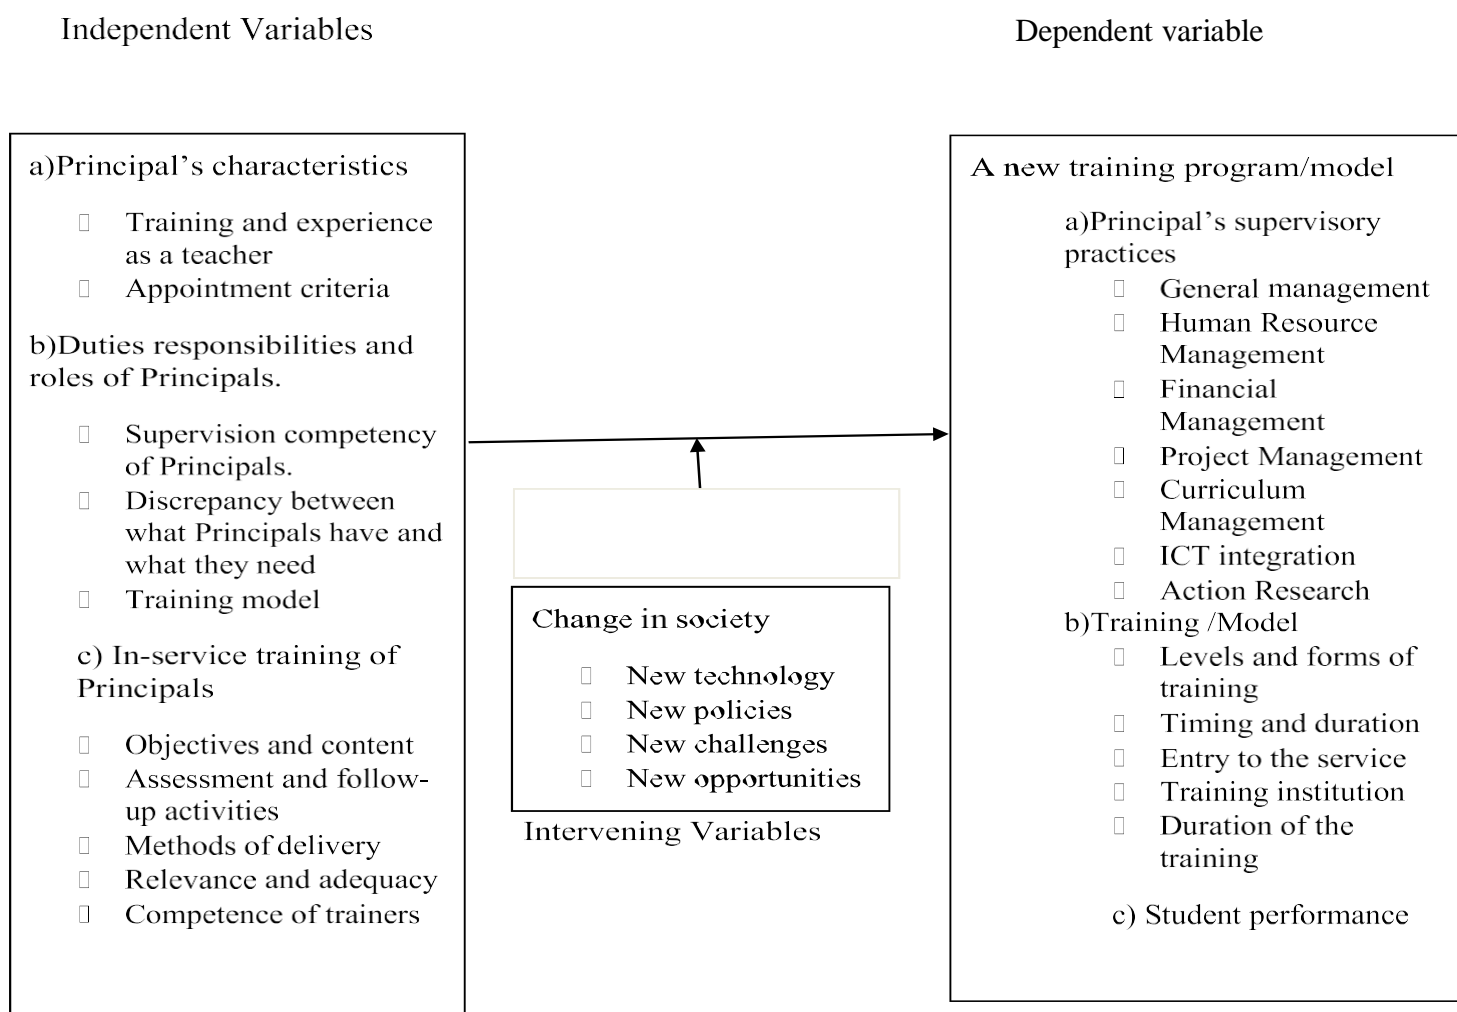 Independent Variables
Dependent variable
a)Principal’s characteristics
Training and experience
as a teacher
Appointment criteria
b)Duties responsibilities and
roles of Principals.
Supervision competency
of Principals.
Discrepancy between
what Principals have and
what they need
Training model
c) In-service training of
Principals
Objectives and content
Assessment and follow-
up activities
Methods of delivery
Relevance and adequacy
Competence of trainers
Change in society
New technology
New policies
New challenges
New opportunities
Intervening Variables
A new training program/model
a)Principal’s supervisory
practices
General management
Human Resource
Management
Financial
Management
Project Management
Curriculum
Management
ICT integration
Action Research
b)Training /Model
Levels and forms of
training
Timing and duration
Entry to the service
Training institution
Duration of the
training
c) Student performance